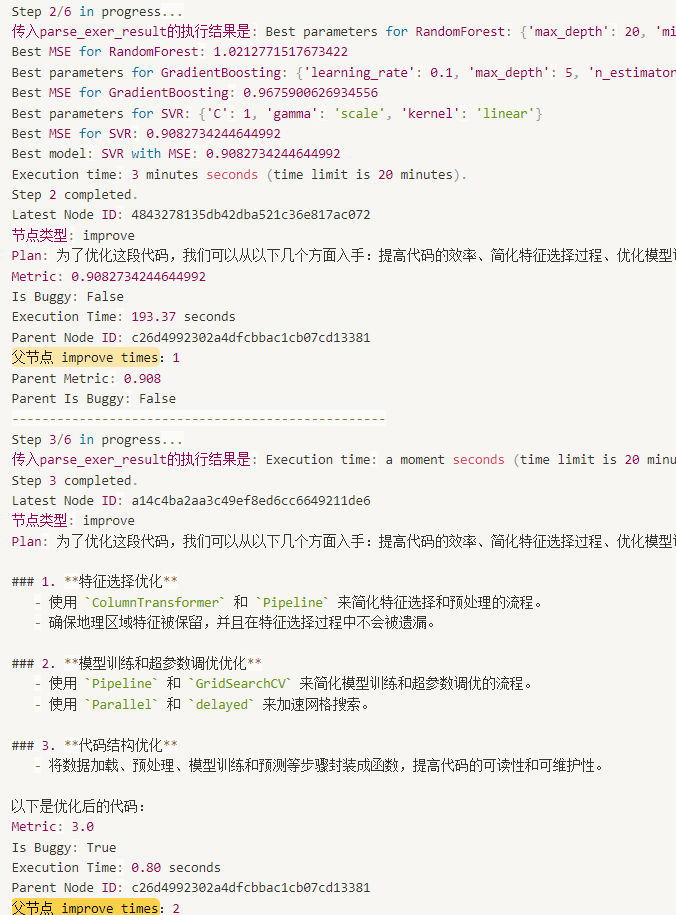 Step 2/6 in progress...
传入parse_exer_result的执行结果是: Best parameters for RandomForest: {'max_depth': 20, 'mi
Best MSE for RandomForest: 1.0212771517673422
Best parameters for GradientBoosting: {'learning_rate': 0.1, 'max_depth': 5, 'n_estimator
Best MSE for GradientBoosting: 0.9675900626934556
Best parameters for SVR: {'C': 1, 'gamma': 'scale', 'kernel': 'linear'}
Best MSE for SVR: 0.9082734244644992
Best model: SVR with MSE: 0.9082734244644992
Execution time: 3 minutes seconds (time limit is 20 minutes).
Step 2 completed.
Latest Node ID: 4843278135db42dba521c36e817ac072
节点类型: improve
Plan: 为了优化这段代码，我们可以从以下几个方面入手：提高代码的效率、简化特征选择过程、优化模型
Metric: 0.9082734244644992
Is Buggy: False
Execution Time: 193.37 seconds
Parent Node ID: c26d4992302a4dfcbbac1cb07cd13381
父节点 improve times：1
Parent Metric: 0.908
Parent Is Buggy: False
--------------------------------------------------
Step 3/6 in progress...
传入parse_exer_result的执行结果是: Execution time: a moment seconds (time limit is 20 minu
Step 3 completed.
Latest Node ID: a14c4ba2aa3c49ef8ed6cc6649211de6
节点类型: improve
Plan: 为了优化这段代码，我们可以从以下几个方面入手：提高代码的效率、简化特征选择过程、优化模型
### 1. **特征选择优化**
- 使用 `ColumnTransformer` 和 `Pipeline` 来简化特征选择和预处理的流程。
- 确保地理区域特征被保留，并且在特征选择过程中不会被遗漏。
### 2. **模型训练和超参数调优优化**
- 使用 `Pipeline` 和 `GridSearchCV` 来简化模型训练和超参数调优的流程。
- 使用 `Parallel` 和 `delayed` 来加速网格搜索。
### 3. **代码结构优化**
- 将数据加载、预处理、模型训练和预测等步骤封装成函数，提高代码的可读性和可维护性。
以下是优化后的代码：
Metric: 3.0
Is Buggy: True
Execution Time: 0.80 seconds
Parent Node ID: c26d4992302a4dfcbbac1cb07cd13381
父节点 improve times：2